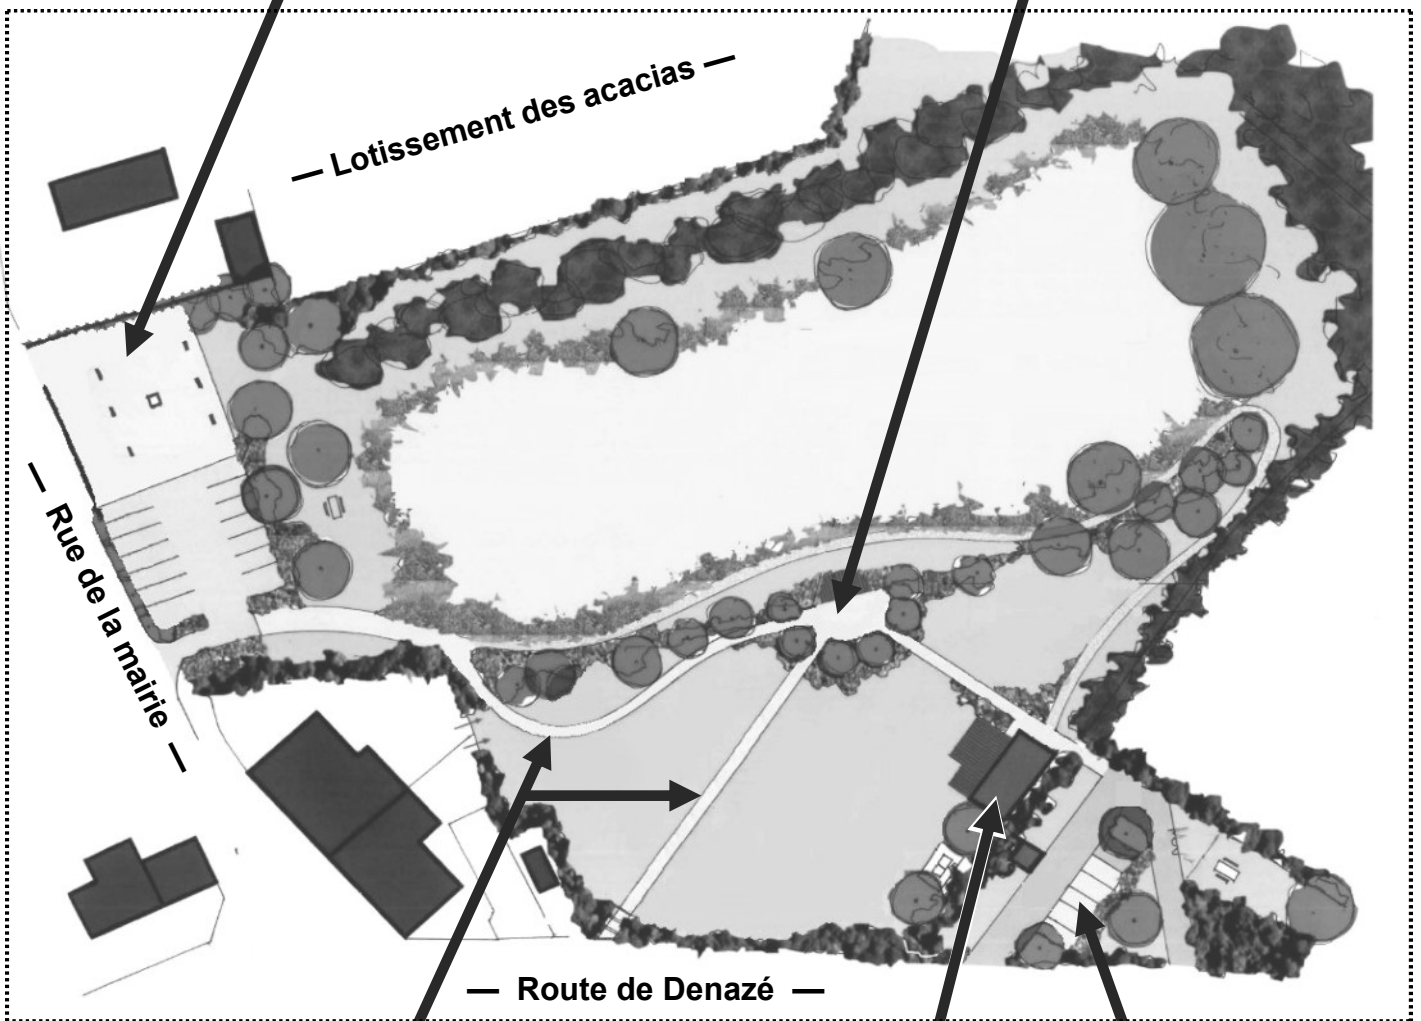 — Lotissement des acacias —
— Rue de la mairie —
— Route de Denazé —